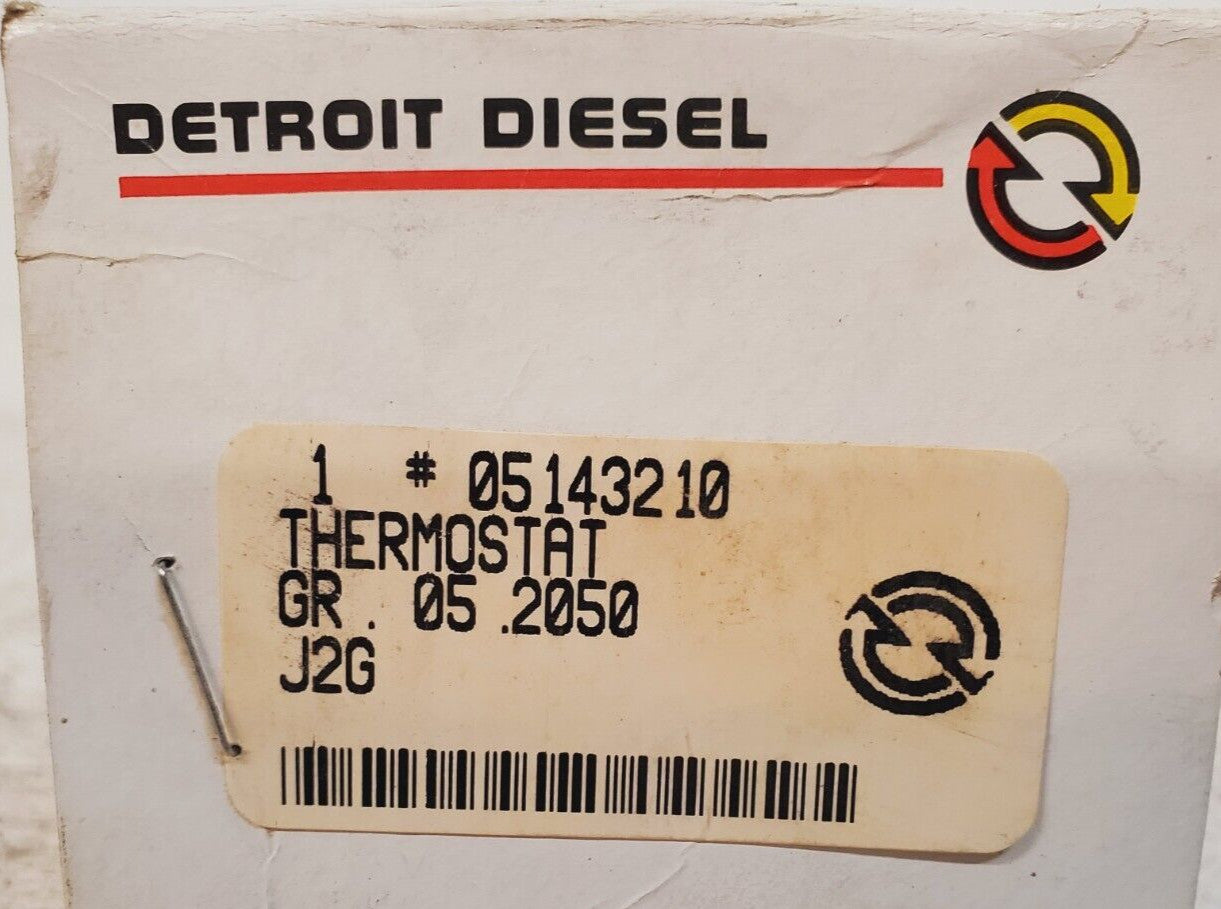 DETROIT DIESEL
1 # 05143210
THERMOSTAT
GR. 05.2050
J2G